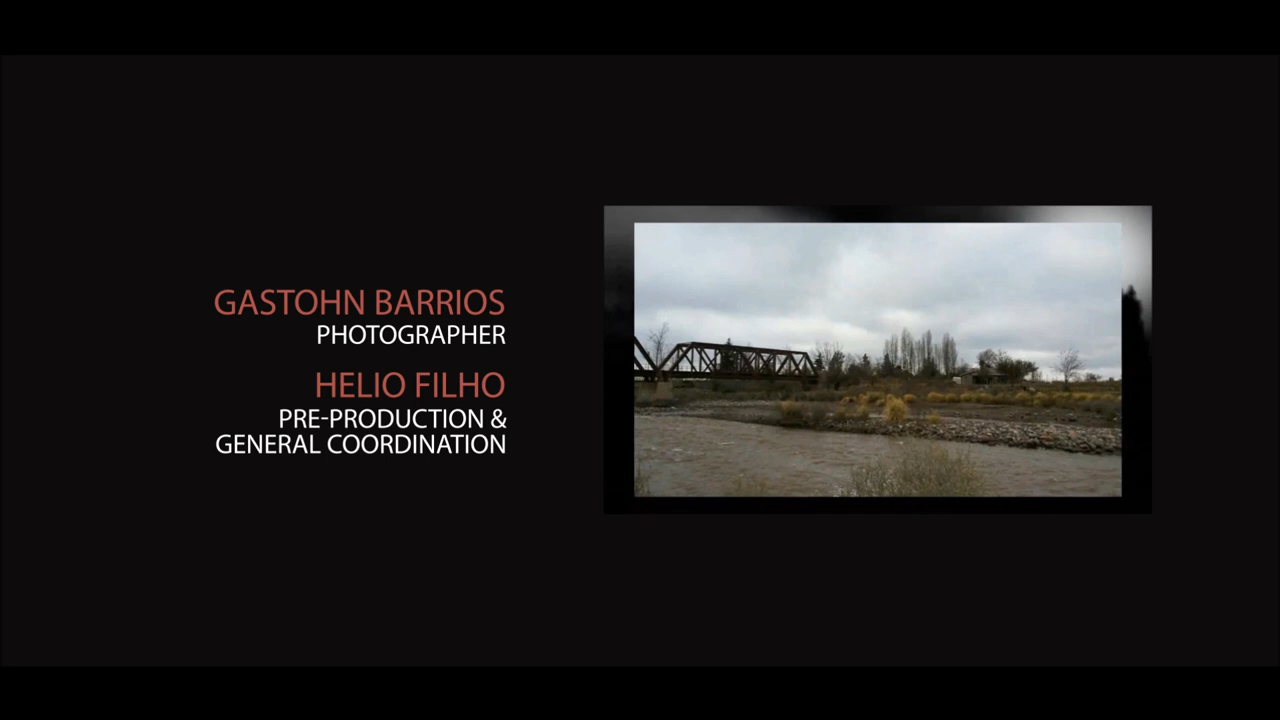 GASTOHN BARRIOS
PHOTOGRAPHER
HELIO FILHO
PRE-PRODUCTION &
GENERAL COORDINATION